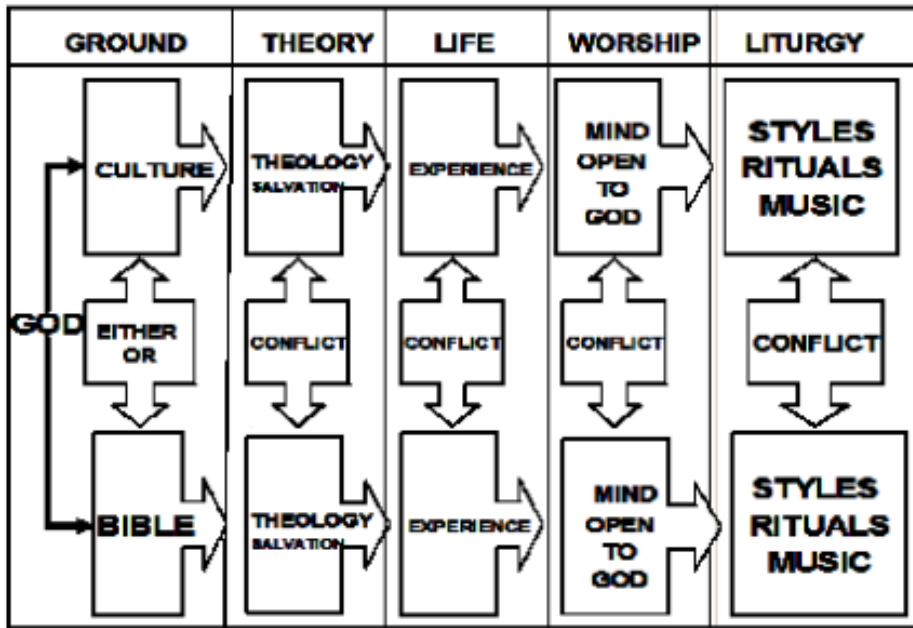 GROUND THEORY LIFE WORSHIP LITURGY
CULTURE
THEOLOGY
SALVATION
EXPERIENCE
MIND
OPEN
TO
GOD
STYLES
RITUALS
MUSIC
GOD
EITHER
OR
CONFLICT
CONFLICT
CONFLICT
CONFLICT
BIBLE
THEOLOGY
SALVATION
EXPERIENCE
MIND
OPEN
TO
GOD
STYLES
RITUALS
MUSIC